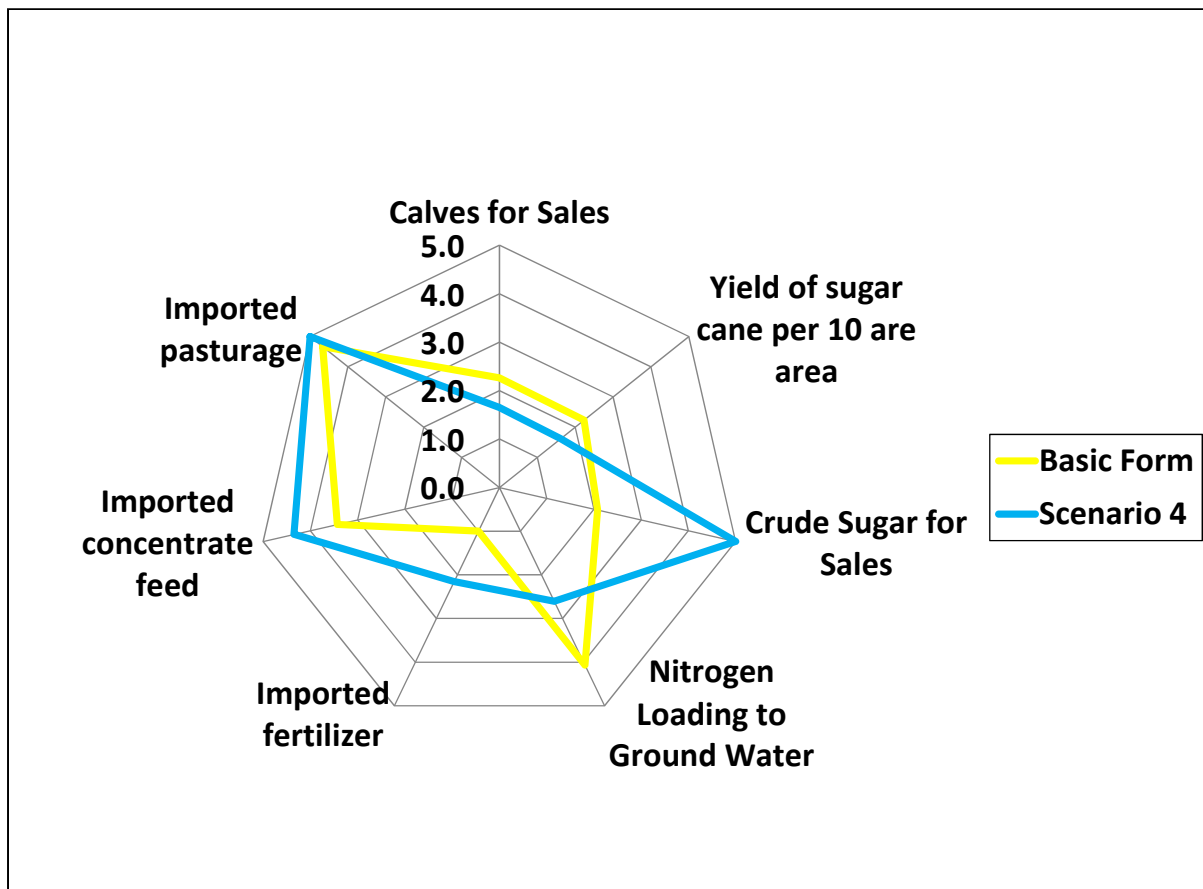 Calves for Sales
5.0
4.0
3.0
2.0
1.0
0.0
Yield of sugar
cane per 10 are
area
Crude Sugar for
Sales
Nitrogen
Loading to
Ground Water
Imported
fertilizer
Imported
concentrate
feed
Imported
pasturage
Basic Form
Scenario 4